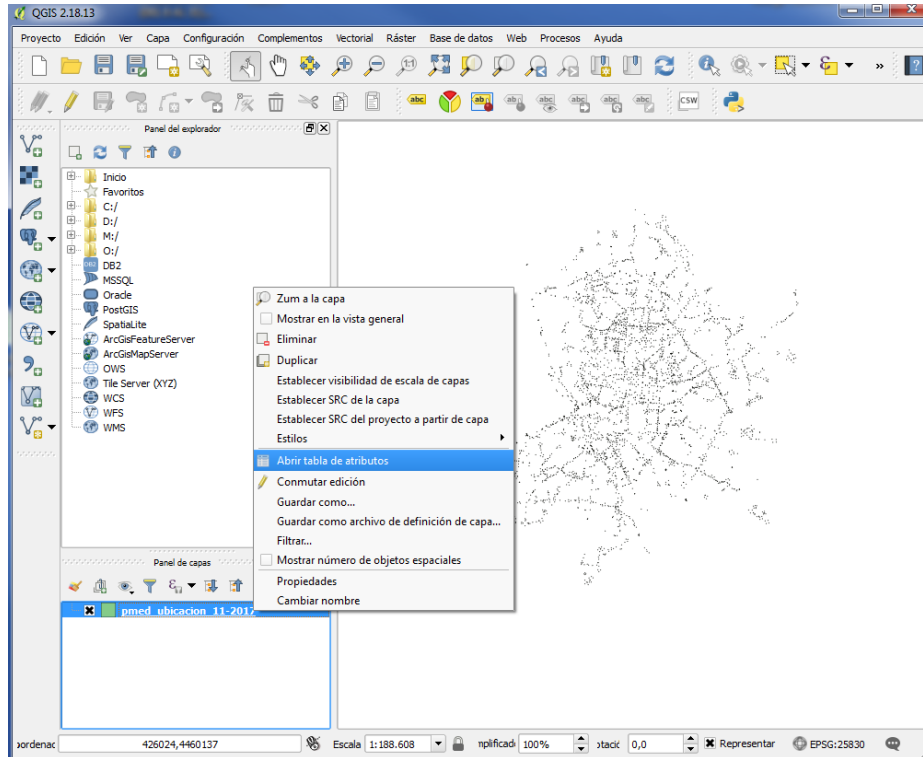 QGIS 2.18.13
Proyecto Edición Ver Capa Configuración Complementos Vectorial Ráster Base de datos Web Procesos Ayuda
abc
CSW
Panel del explorador
Inicio
Favoritos
C:/
D:/
M:/
O:/
DB2
MSSQL
Oracle
PostGIS
SpatiaLite
ArcGisFeatureServer
ArcGisMapServer
OWS
Tile Server (XYZ)
WCS
WFS
WMS
Zum a la capa
Mostrar en la vista general
Eliminar
Duplicar
Establecer visibilidad de escala de capas
Establecer SRC de la capa
Establecer SRC del proyecto a partir de capa
Estilos
Abrir tabla de atributos
Conmutar edición
Guardar como...
Guardar como archivo de definición de capa...
Filtrar...
Mostrar número de objetos espaciales
Propiedades
Cambiar nombre
Panel de capas
pmed_ubicacion_11-2017
oordenac 426024,4460137 Escala 1:188.608 nplificad 100% otació 0,0 Representar EPSG:25830